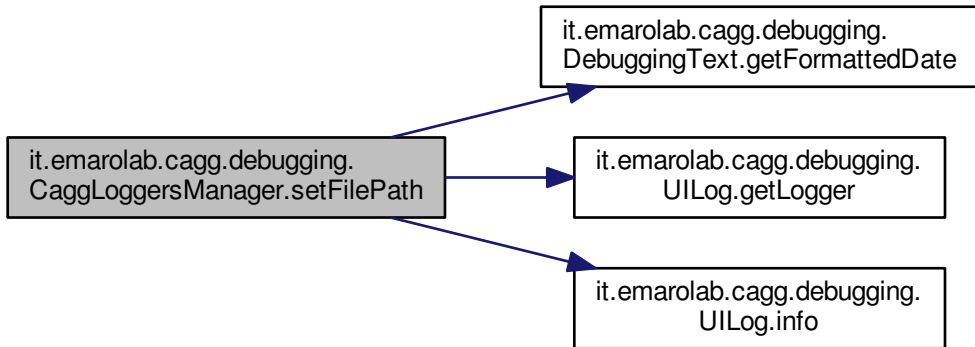 it.emarolab.cagg.debugging.
DebuggingText.getFormattedDate
it.emarolab.cagg.debugging.
CaggLoggersManager.setFilePath
it.emarolab.cagg.debugging.
UILog.getLogger
it.emarolab.cagg.debugging.
UILog.info